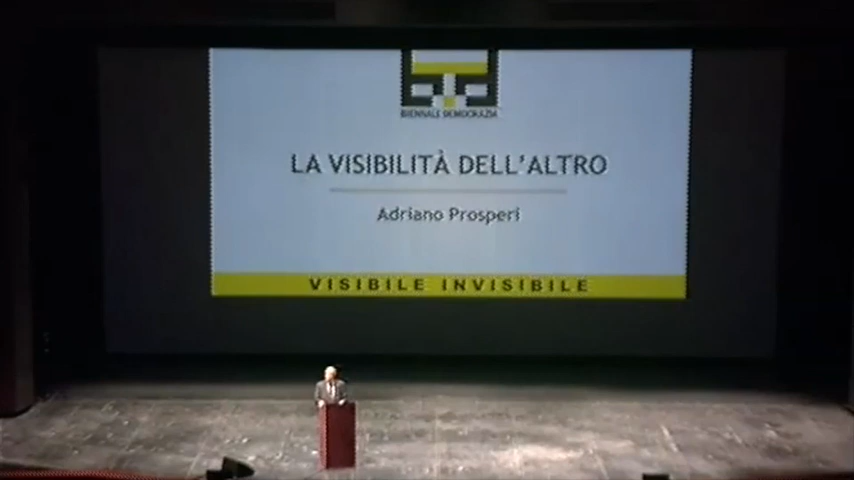 BIENNALE DEMOCRAZIA
LA VISIBILITÀ DELL'ALTRO
Adriano Prosperi
VISIBILE INVISIBILE